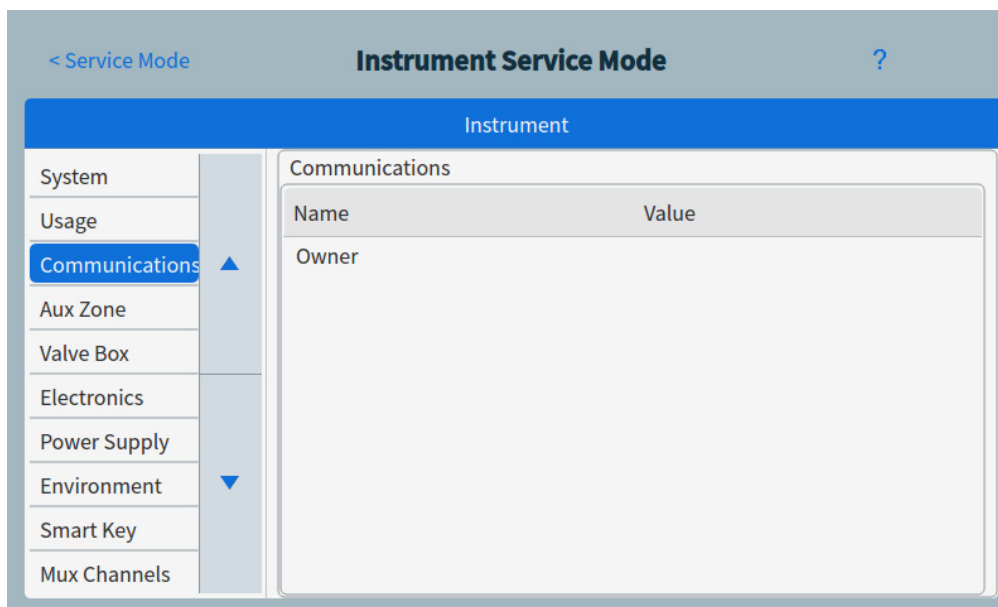 < Service Mode
Instrument Service Mode
?
Instrument
System
Usage
Communications
Aux Zone
Valve Box
Electronics
Power Supply
Environment
Smart Key
Mux Channels
Communications
Name Value
Owner